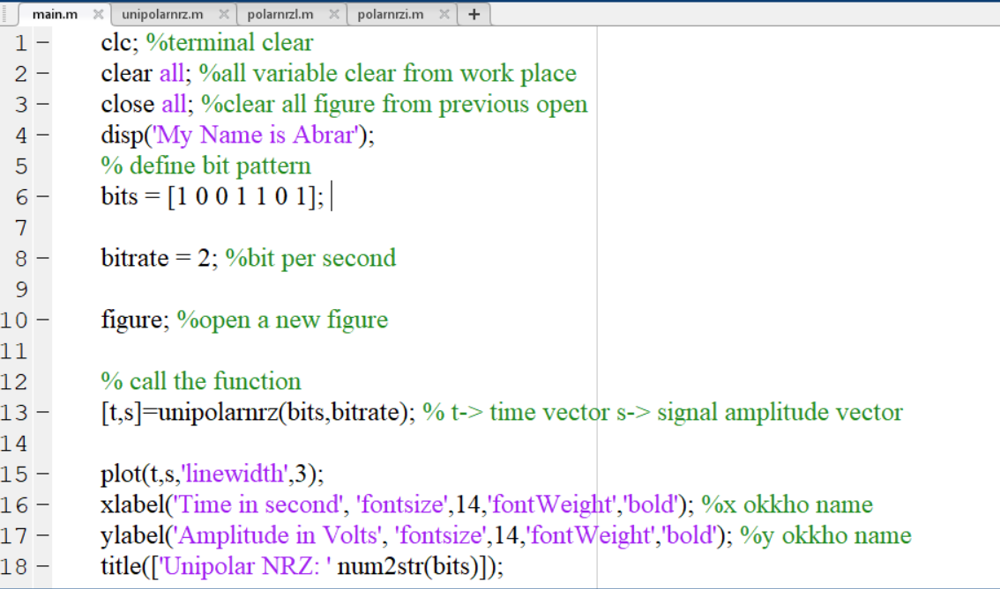 main.m × unipolarnrz.m × polarnrzl.m × polarnrzi.m × +
1 – clc; %terminal clear
2 – clear all; %all variable clear from work place
3 – close all; %clear all figure from previous open
4 – disp('My Name is Abrar');
5 % define bit pattern
6 – bits = [1 0 0 1 1 0 1];
7
8 – bitrate = 2; %bit per second
9
10 – figure; %open a new figure
11
12 % call the function
13 – [t,s]=unipolarnrz(bits,bitrate); % t-> time vector s-> signal amplitude vector
14
15 – plot(t,s,'linewidth',3);
16 – xlabel('Time in second', 'fontsize',14,'fontWeight','bold'); %x okkho name
17 – ylabel('Amplitude in Volts', 'fontsize',14,'fontWeight','bold'); %y okkho name
18 – title(['Unipolar NRZ: ' num2str(bits)]);